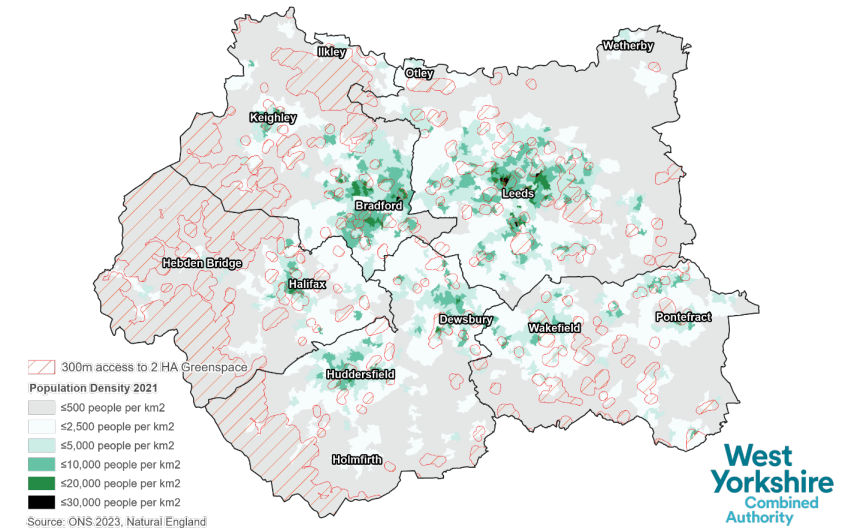 Ilkley
Wetherby
Otley
Keighley
Leeds
Bradford
Hebden Bridge
Halifax
Dewsbury
Wakefield
Pontefract
Huddersfield
Holmfirth
300m access to 2 HA Greenspace
Population Density 2021
≤500 people per km2
≤2,500 people per km2
≤5,000 people per km2
≤10,000 people per km2
≤20,000 people per km2
≤30,000 people per km2
Source: ONS 2023, Natural England
West
Yorkshire
Combined
Authority